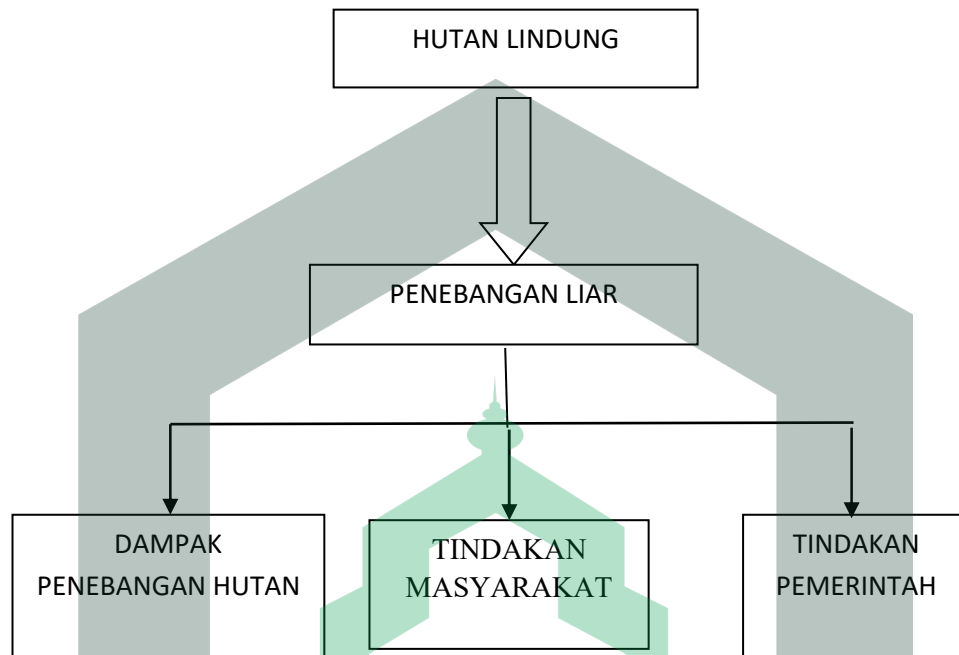 HUTAN LINDUNG
PENEBANGAN LIAR
DAMPAK
PENEBANGAN HUTAN
TINDAKAN
MASYARAKAT
TINDAKAN
PEMERINTAH